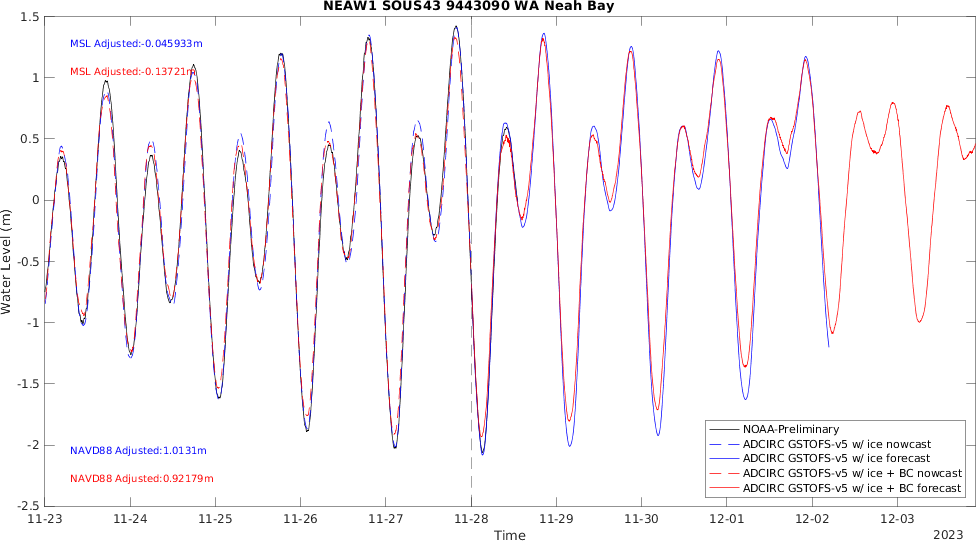 NEAW1 SOUS43 9443090 WA Neah Bay
1.5
1
0.5
0
-0.5
-1
-1.5
-2
-2.5
Water Level (m)
MSL Adjusted:-0.045933m
MSL Adjusted:-0.13721m
NAVD88 Adjusted:1.0131m
NAVD88 Adjusted:0.92179m
NOAA-Preliminary
ADCIRC GSTOFS-v5 w/ ice nowcast
ADCIRC GSTOFS-v5 w/ ice forecast
ADCIRC GSTOFS-v5 w/ ice + BC nowcast
ADCIRC GSTOFS-v5 w/ ice + BC forecast
11-23 11-24 11-25 11-26 11-27 11-28 11-29 11-30 12-01 12-02 12-03
Time
2023